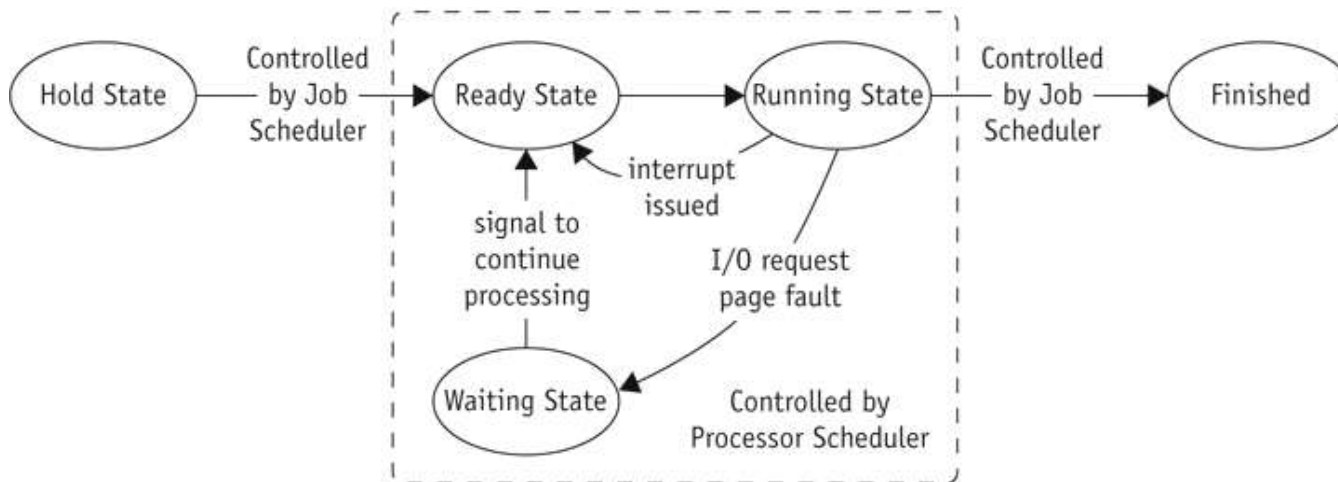 Hold State
Controlled
by Job
Scheduler
Ready State
Running State
Controlled
by Job
Scheduler
Finished
interrupt
issued
signal to
continue
processing
I/O request
page fault
Waiting State
Controlled by
Processor Scheduler